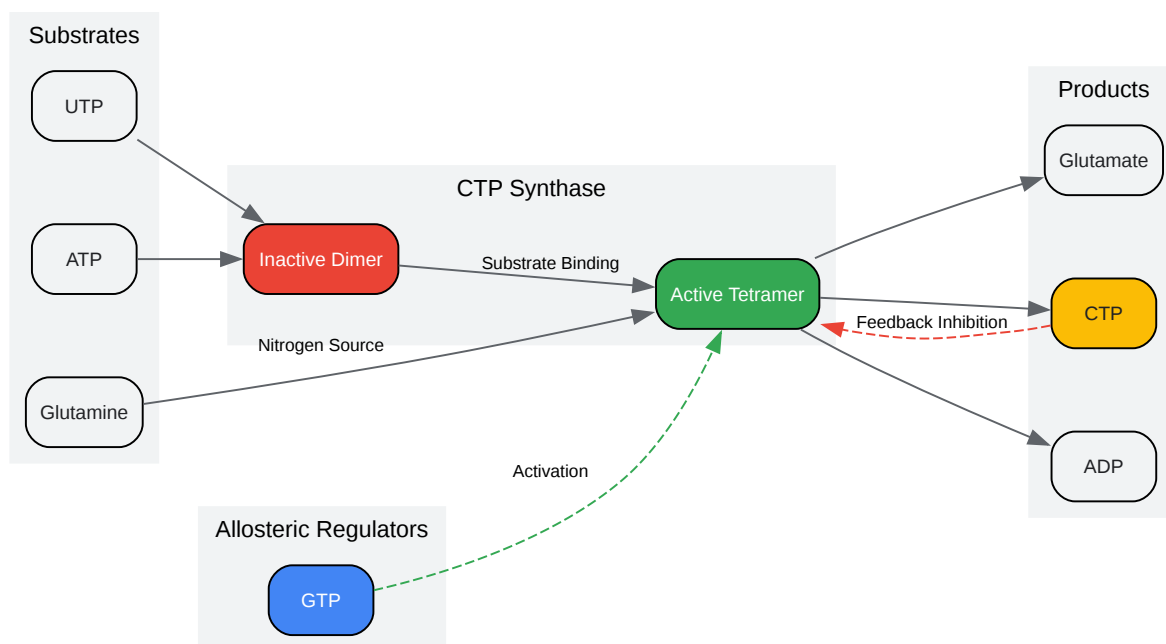 Substrates
UTP
ATP
Glutamine
CTP Synthase
Inactive Dimer
Substrate Binding
Active Tetramer
Nitrogen Source
Activation
Allosteric Regulators
GTP
Products
Glutamate
Feedback Inhibition
CTP
ADP